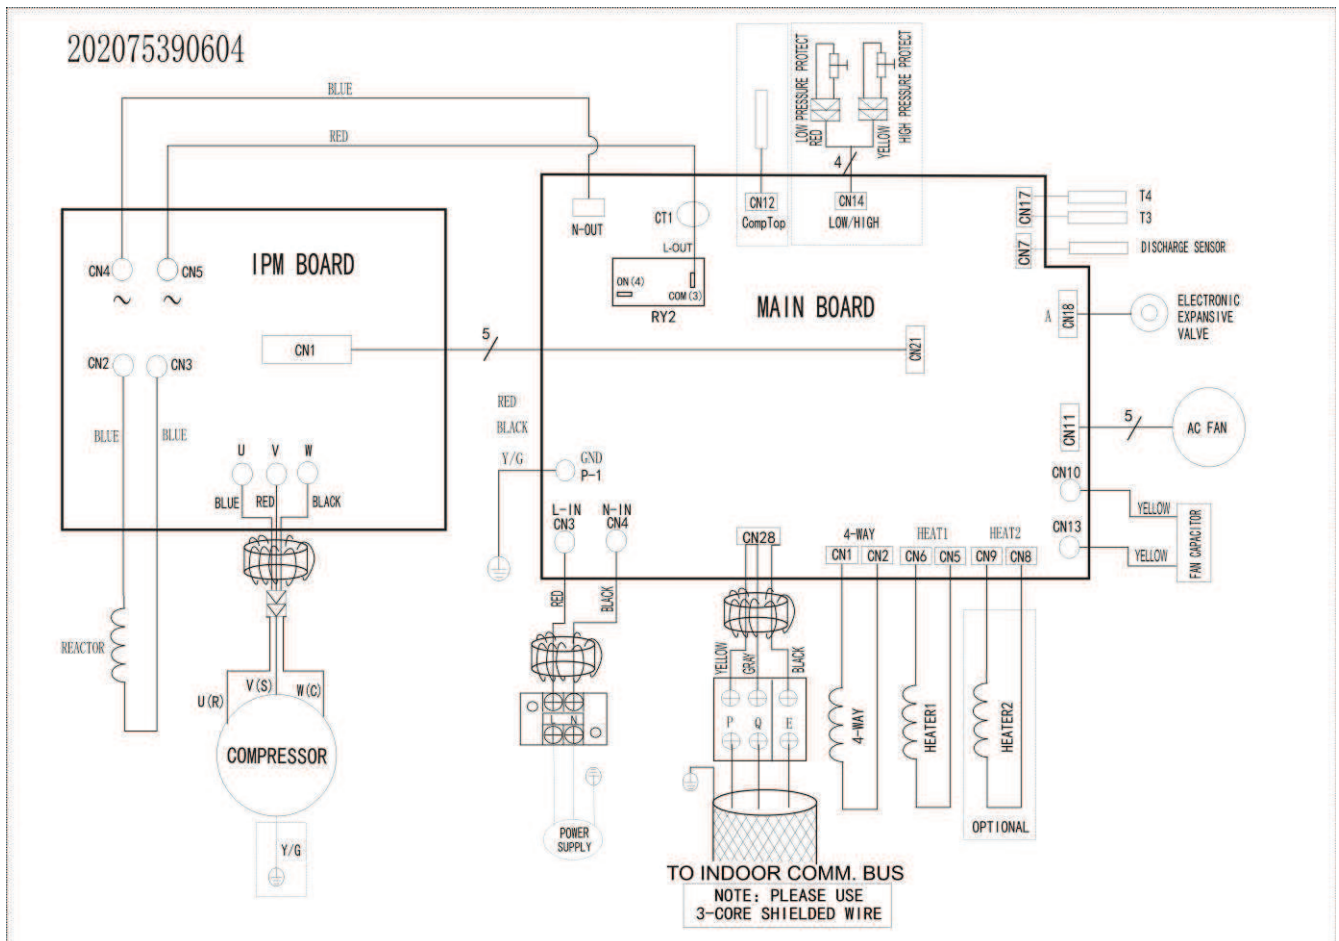 202075390604
BLUE
RED
LOW PRESSURE PROTECT
RED
YELLOW
HIGH PRESSURE PROTECT
4
CN12
CompTop
CN14
LOW/HIGH
CN17
T4
T3
CN7
DISCHARGE SENSOR
N-OUT
CT1
L-OUT
ON(4)
COM(3)
RY2
IPM BOARD
CN4
CN5
~
~
MAIN BOARD
A
CN18
ELECTRONIC
EXPANSIVE
VALVE
CN2
CN3
CN1
5
CN21
BLUE
BLUE
RED
BLACK
Y/G
GND
P-1
CN11
5
AC FAN
U
V
W
BLUE
RED
BLACK
L-IN
CN3
N-IN
CN4
CN10
CN13
YELLOW
YELLOW
FAN CAPACITOR
CN28
4-WAY
CN1
CN2
HEAT1
CN6
CN5
HEAT2
CN9
CN8
RED
BLACK
YELLOW
GRAY
BLACK
REACTOR
U(R)
V(S)
W(C)
COMPRESSOR
Y/G
L
N
POWER
SUPPLY
P
Q
E
4-WAY
HEATER1
HEATER2
OPTIONAL
TO INDOOR COMM. BUS
NOTE: PLEASE USE
3-CORE SHIELDED WIRE